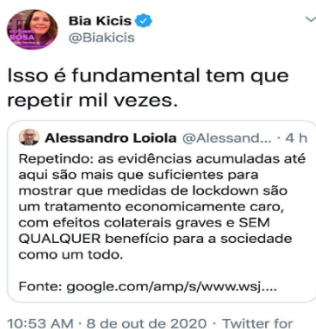 Bia Kicis
@Biakicis
Isso é fundamental tem que
repetir mil vezes.
Alessandro Loiola @Alessand... · 4 h
Repetindo: as evidências acumuladas até
aqui são mais que suficientes para
mostrar que medidas de lockdown são
um tratamento economicamente caro,
com efeitos colaterais graves e SEM
QUALQUER benefício para a sociedade
como um todo.
Fonte: google.com/amp/s/www.wsj....
10:53 AM · 8 de out de 2020 · Twitter for
ROSA